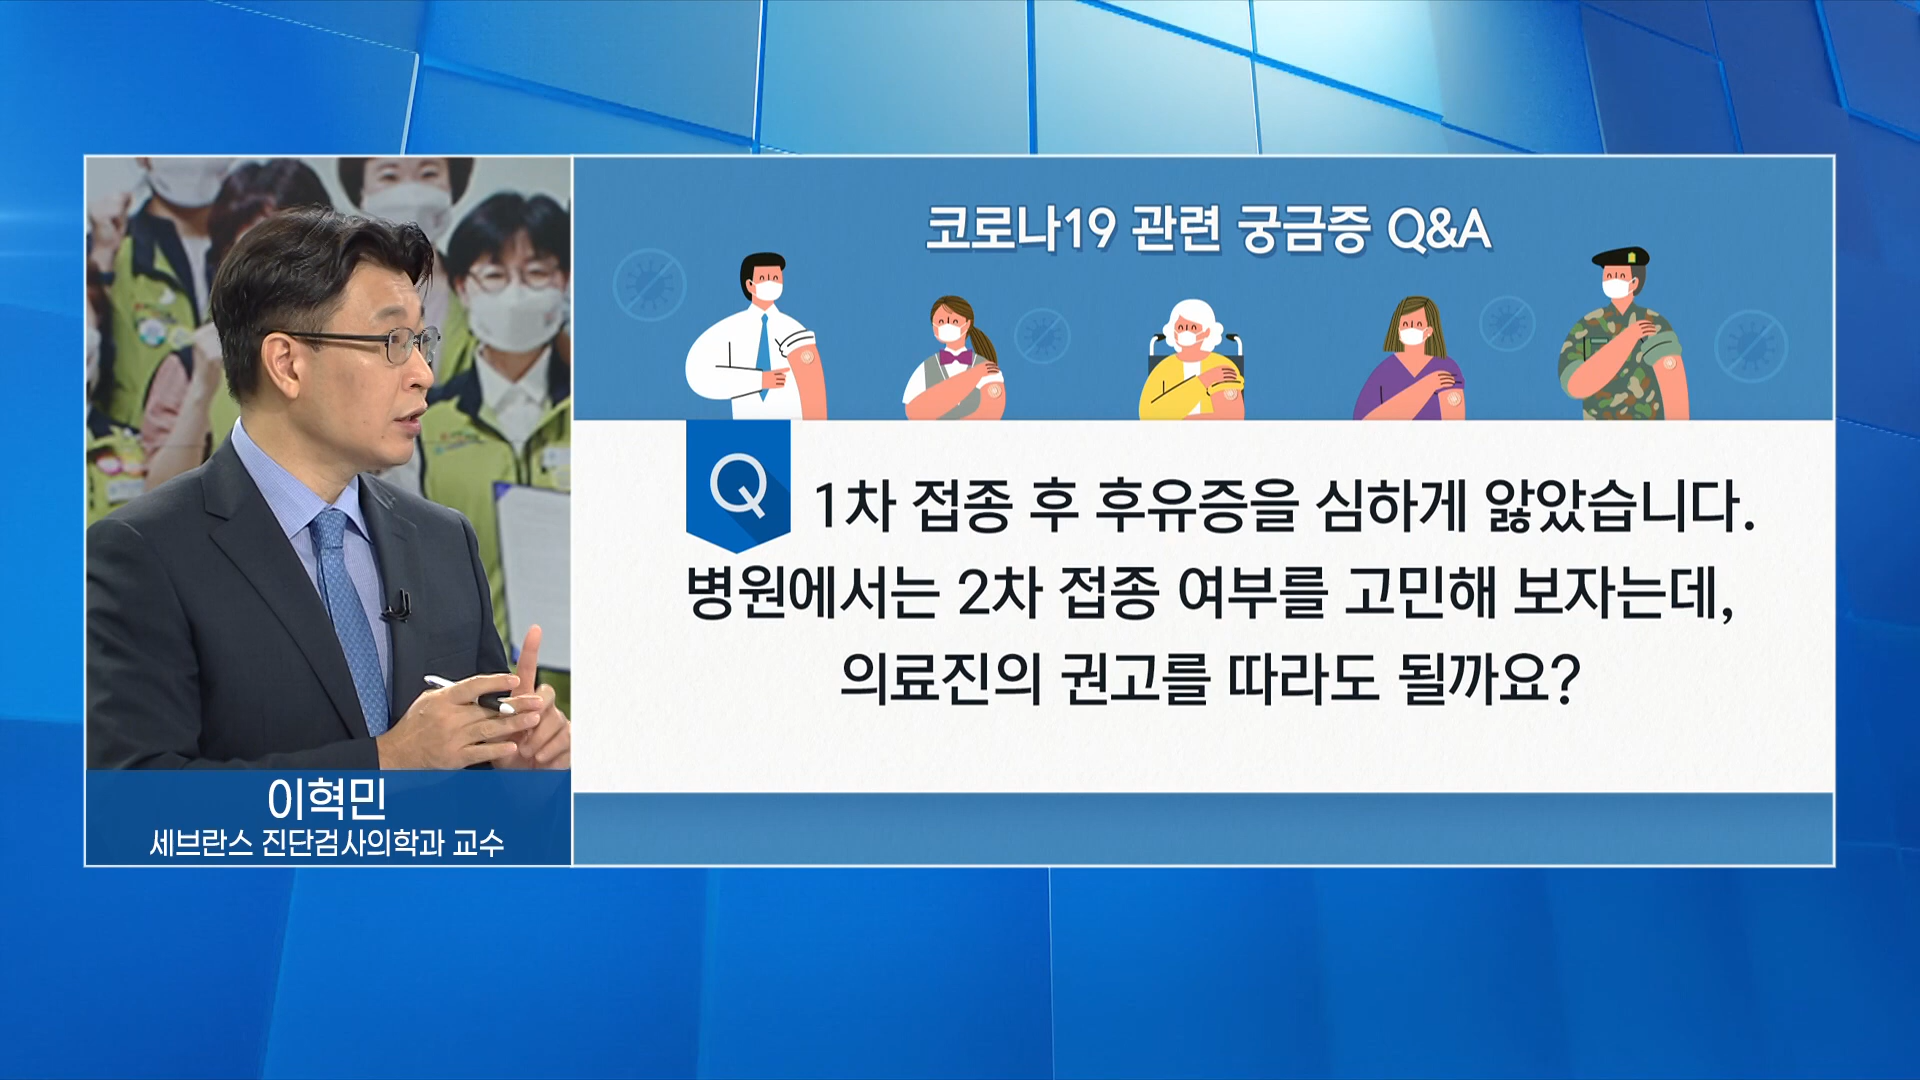 코로나19 관련 궁금증 Q&A
Q 1차 접종 후 후유증을 심하게 앓았습니다.
병원에서는 2차 접종 여부를 고민해 보자는데,
의료진의 권고를 따라도 될까요?
이혁민
세브란스 진단검사의학과 교수